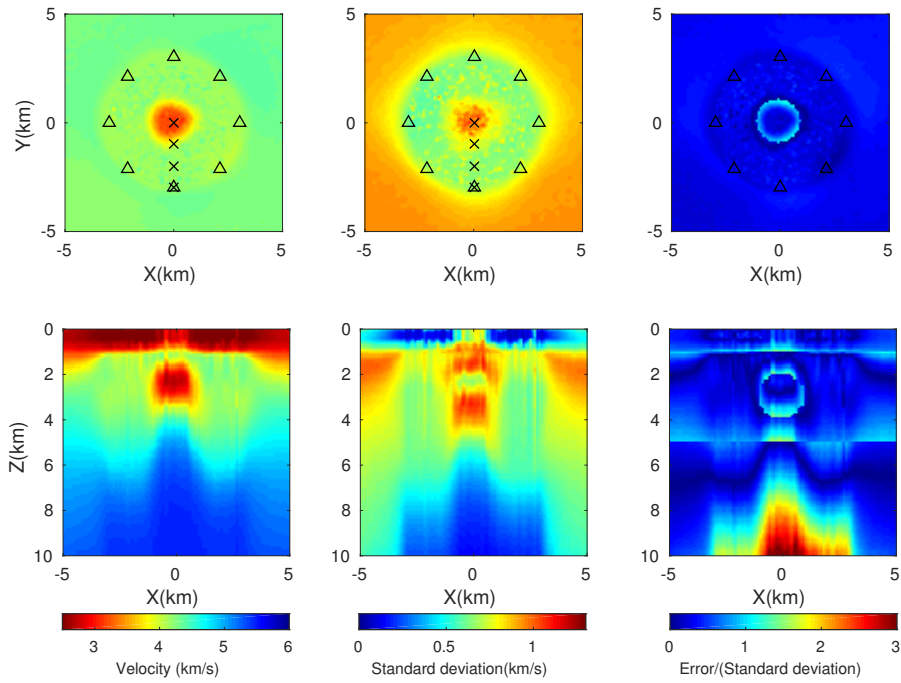 5
0
-5
Y(km)
-5 0 5
X(km)
5
0
-5
-5 0 5
X(km)
5
0
-5
-5 0 5
X(km)
0
2
4
6
8
10
Z(km)
-5 0 5
X(km)
0
2
4
6
8
10
-5 0 5
X(km)
0
2
4
6
8
10
-5 0 5
X(km)
3 4 5 6
Velocity (km/s)
0 0.5 1
Standard deviation(km/s)
0 1 2 3
Error/(Standard deviation)